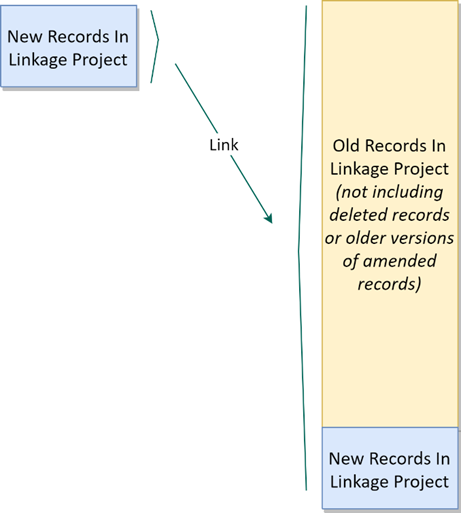 New Records In
Linkage Project
Link
Old Records In
Linkage Project
(not including
deleted records
or older versions
of amended
records)
New Records In
Linkage Project